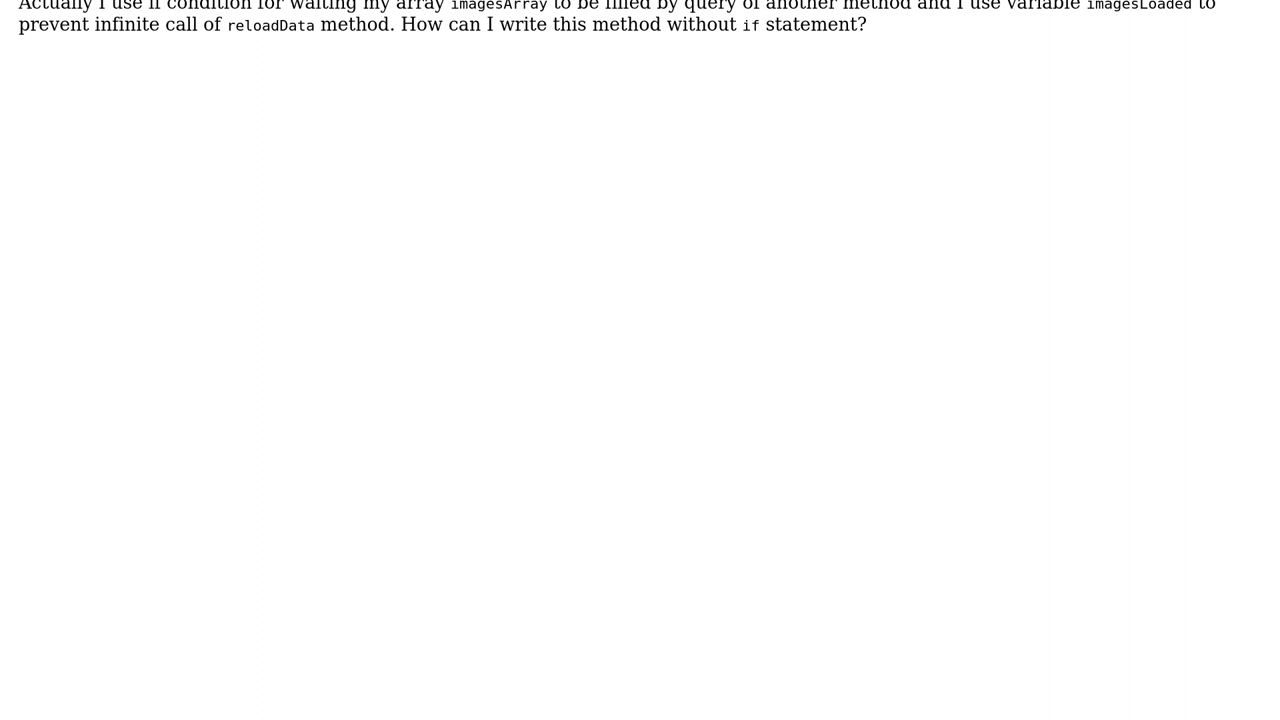 Actually I use if condition for waiting my array imagesArray to be filled by query of another method and I use variable imagesLoaded to
prevent infinite call of reloadData method. How can I write this method without if statement?